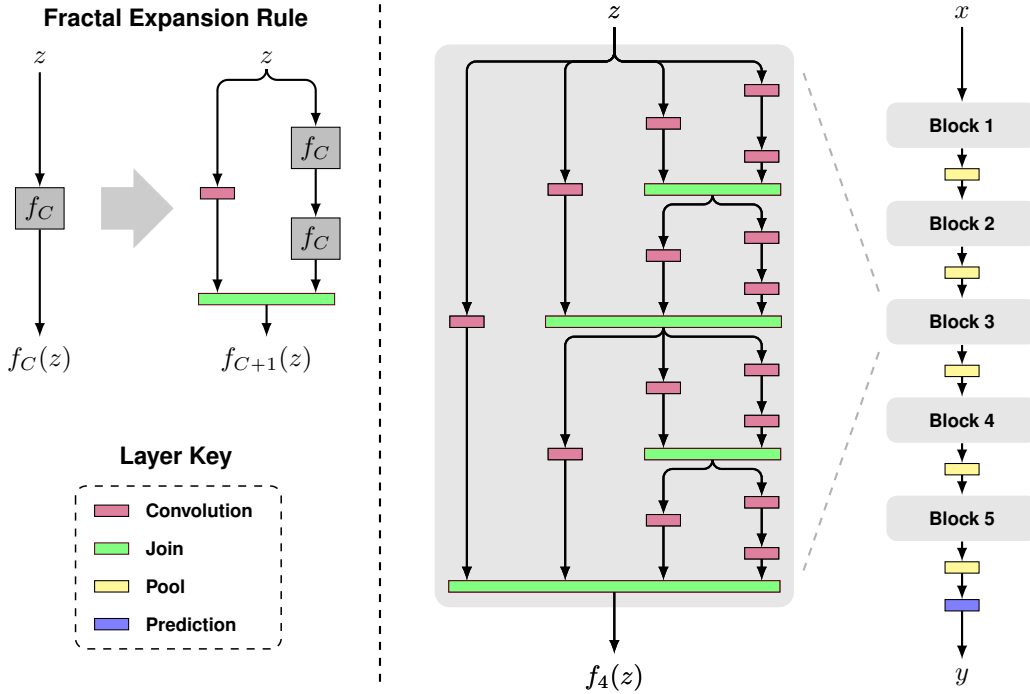 Fractal Expansion Rule
z
z
f_C
f_C
f_C
f_C(z)
f_{C+1}(z)
Layer Key
Convolution
Join
Pool
Prediction
z
f_4(z)
x
Block 1
Block 2
Block 3
Block 4
Block 5
y